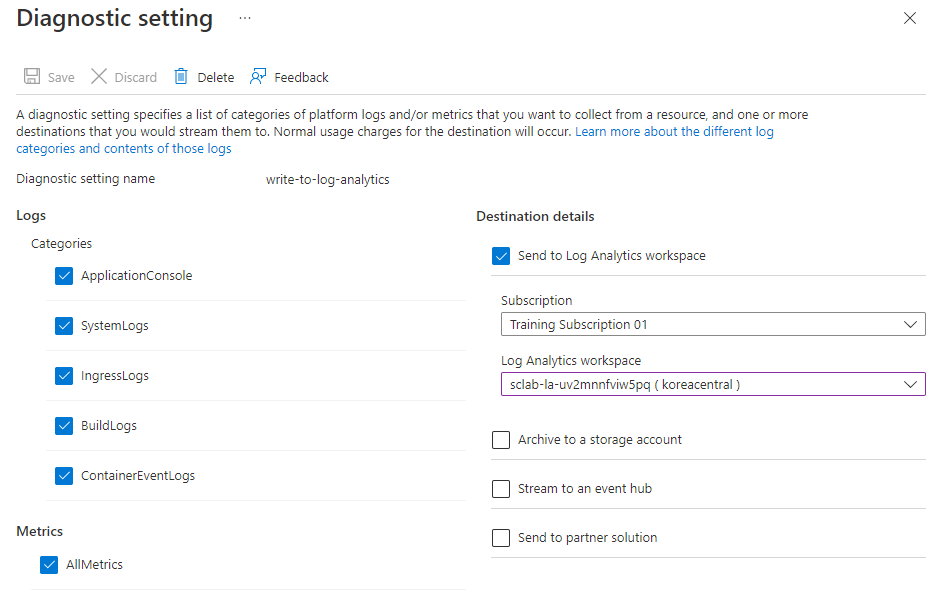 Diagnostic setting ...
Save Discard Delete Feedback
A diagnostic setting specifies a list of categories of platform logs and/or metrics that you want to collect from a resource, and one or more
destinations that you would stream them to. Normal usage charges for the destination will occur. Learn more about the different log
categories and contents of those logs
Diagnostic setting name write-to-log-analytics
Logs
Categories
ApplicationConsole
SystemLogs
IngressLogs
BuildLogs
ContainerEventLogs
Metrics
AllMetrics
Destination details
Send to Log Analytics workspace
Subscription
Training Subscription 01
Log Analytics workspace
sclab-la-uv2mnnfviw5pq ( koreacentral )
Archive to a storage account
Stream to an event hub
Send to partner solution